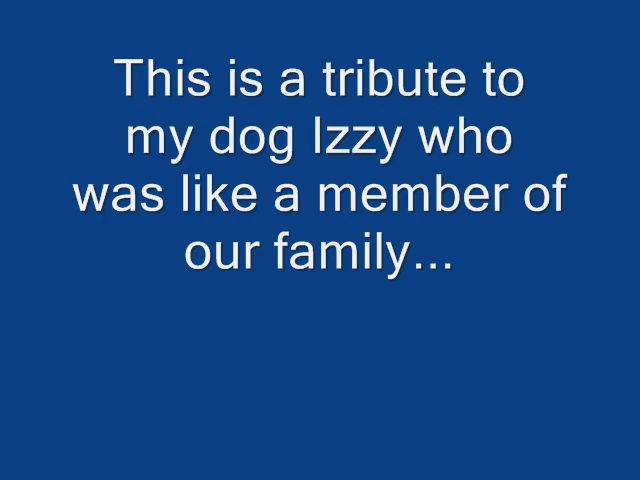 This is a tribute to
my dog Izzy who
was like a member of
our family...